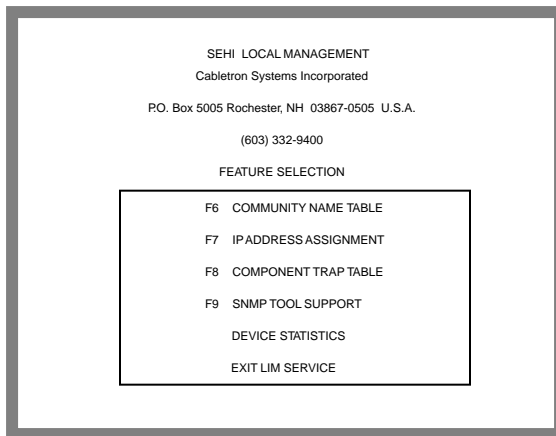 SEHI LOCAL MANAGEMENT
Cabletron Systems Incorporated
P.O. Box 5005 Rochester, NH 03867-0505 U.S.A.
(603) 332-9400
FEATURE SELECTION
F6 COMMUNITY NAME TABLE
F7 IP ADDRESS ASSIGNMENT
F8 COMPONENT TRAP TABLE
F9 SNMP TOOL SUPPORT
DEVICE STATISTICS
EXIT LIM SERVICE